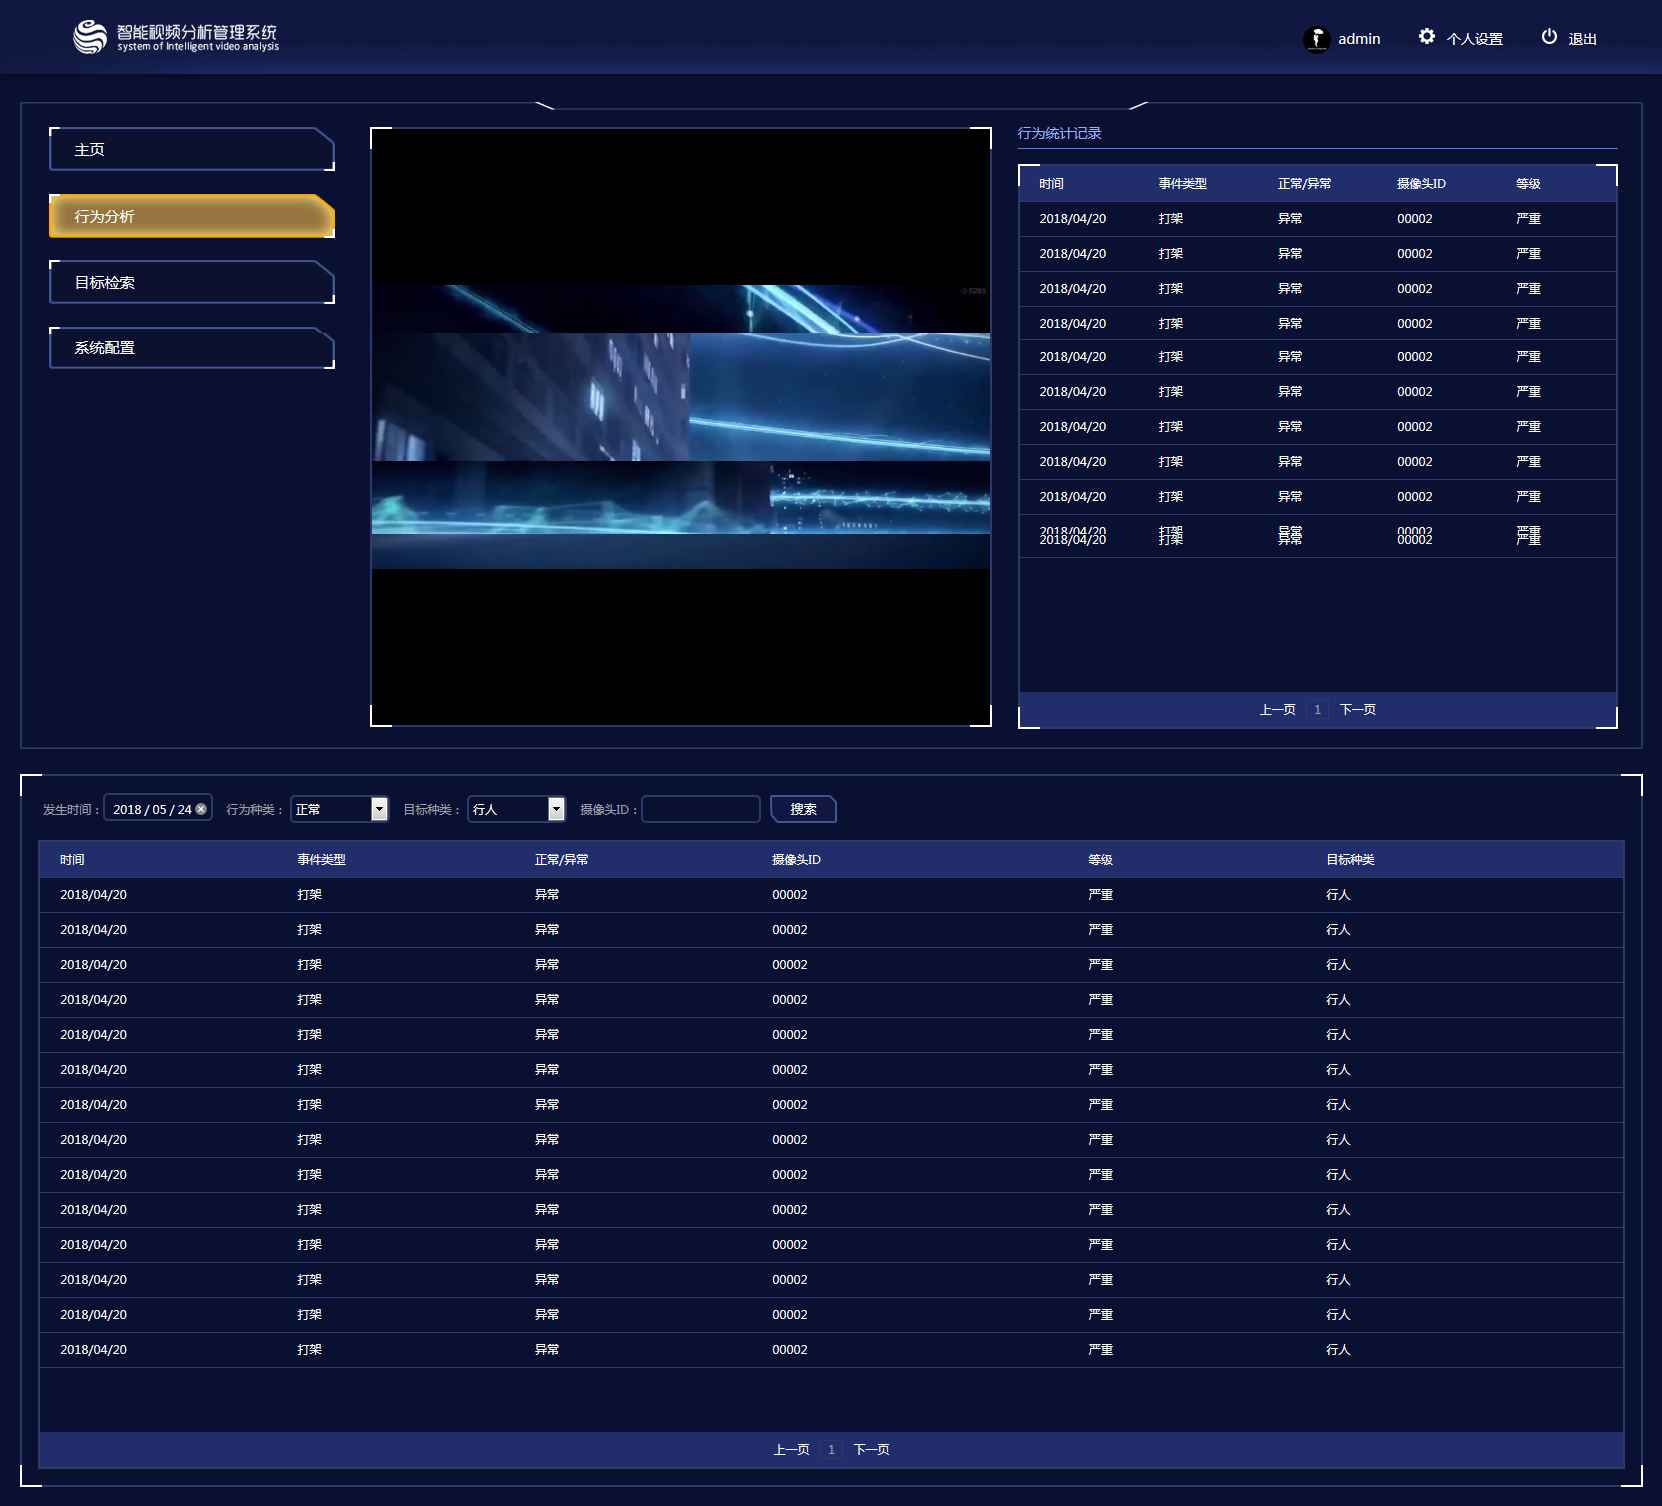 智能视频分析管理系统
system of Intelligent video analysis
admin 个人设置 退出
主页
行为分析
目标检索
系统配置
行为统计记录
时间 事件类型 正常/异常 摄像头ID 等级
2018/04/20 打架 异常 00002 严重
2018/04/20 打架 异常 00002 严重
2018/04/20 打架 异常 00002 严重
2018/04/20 打架 异常 00002 严重
2018/04/20 打架 异常 00002 严重
2018/04/20 打架 异常 00002 严重
2018/04/20 打架 异常 00002 严重
2018/04/20 打架 异常 00002 严重
2018/04/20 打架 异常 00002 严重
2018/04/20 打架 异常 00002 严重
2018/04/20 打架 异常 00002 严重
上一页 1 下一页
发生时间： 2018 / 05 / 24 行为种类： 正常 目标种类： 行人 摄像头ID： 搜索
时间 事件类型 正常/异常 摄像头ID 等级 目标种类
2018/04/20 打架 异常 00002 严重 行人
2018/04/20 打架 异常 00002 严重 行人
2018/04/20 打架 异常 00002 严重 行人
2018/04/20 打架 异常 00002 严重 行人
2018/04/20 打架 异常 00002 严重 行人
2018/04/20 打架 异常 00002 严重 行人
2018/04/20 打架 异常 00002 严重 行人
2018/04/20 打架 异常 00002 严重 行人
2018/04/20 打架 异常 00002 严重 行人
2018/04/20 打架 异常 00002 严重 行人
2018/04/20 打架 异常 00002 严重 行人
2018/04/20 打架 异常 00002 严重 行人
2018/04/20 打架 异常 00002 严重 行人
2018/04/20 打架 异常 00002 严重 行人
上一页 1 下一页